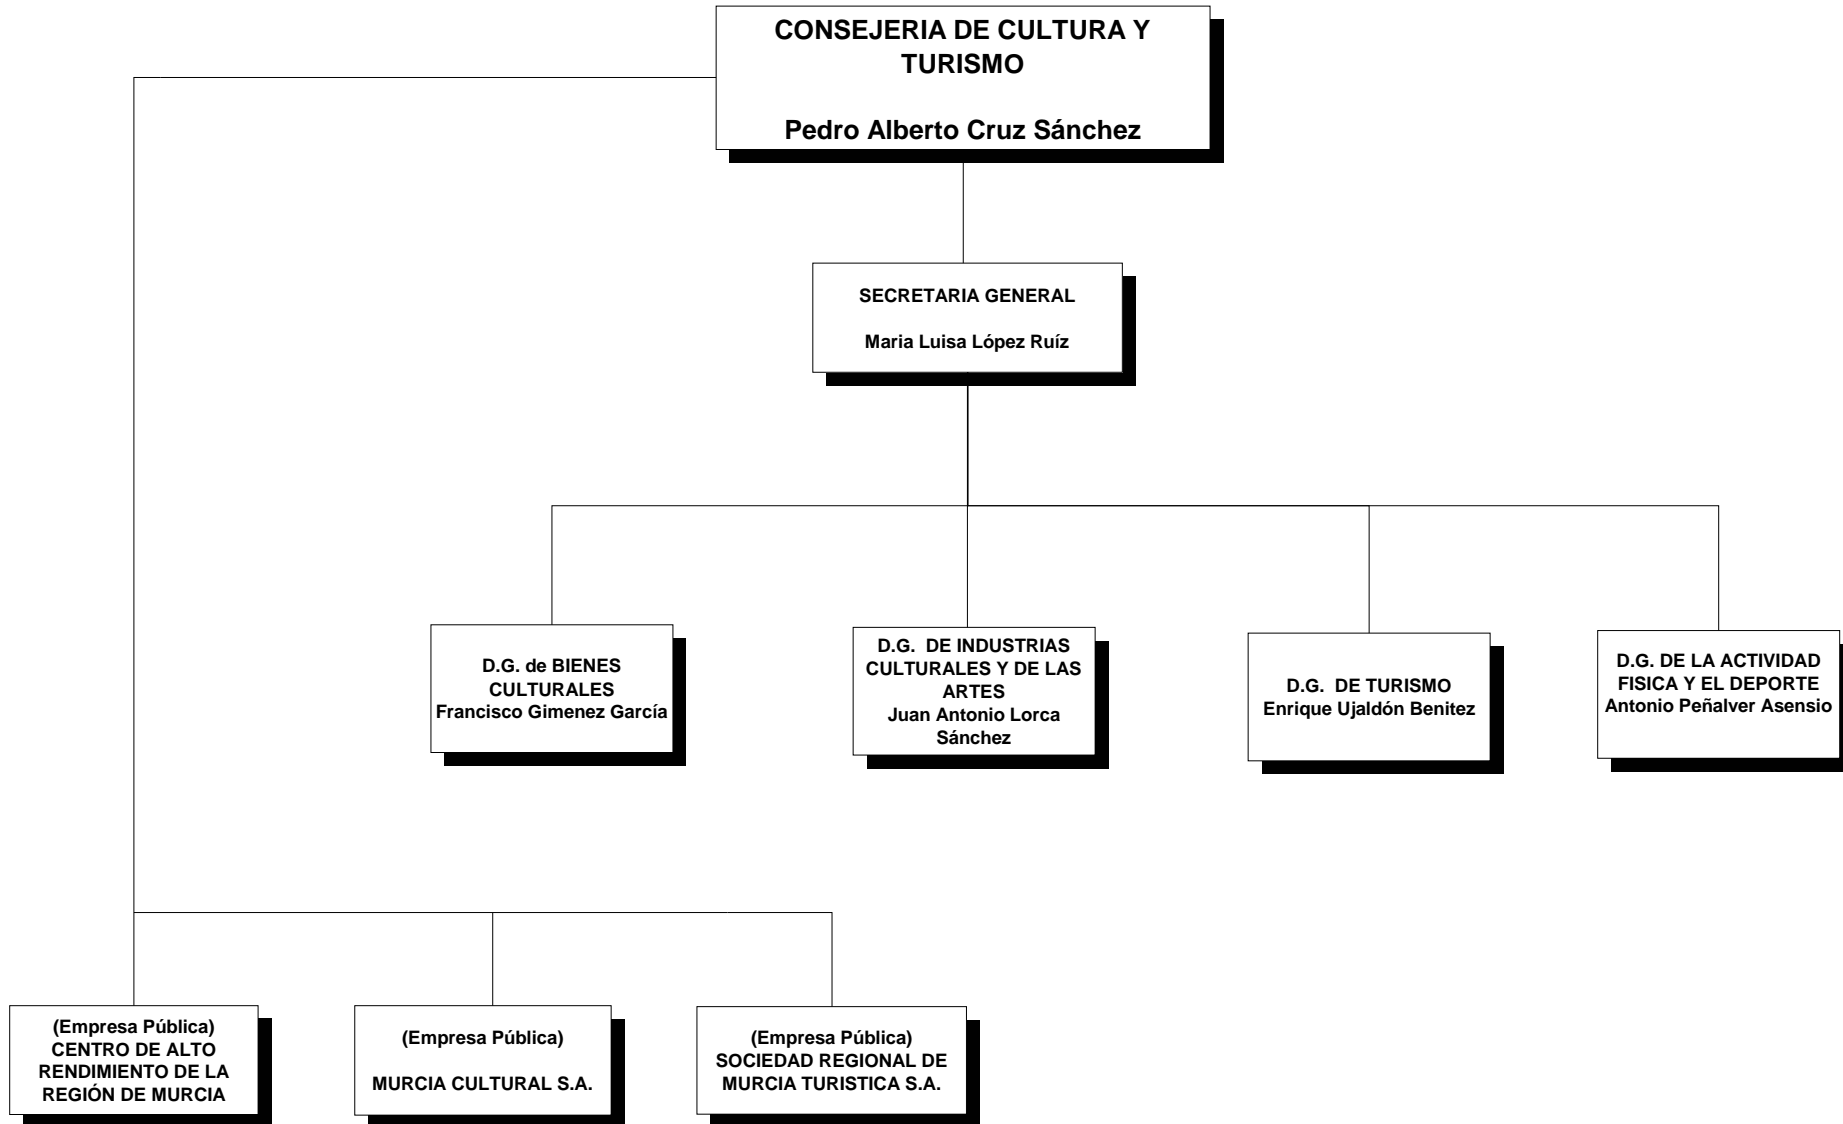 CONSEJERIA DE CULTURA Y
TURISMO
Pedro Alberto Cruz Sánchez
SECRETARIA GENERAL
Maria Luisa López Ruíz
D.G. de BIENES
CULTURALES
Francisco Gimenez García
D.G. DE INDUSTRIAS
CULTURALES Y DE LAS
ARTES
Juan Antonio Lorca
Sánchez
D.G. DE TURISMO
Enrique Ujaldón Benitez
D.G. DE LA ACTIVIDAD
FISICA Y EL DEPORTE
Antonio Peñalver Asensio
(Empresa Pública)
CENTRO DE ALTO
RENDIMIENTO DE LA
REGIÓN DE MURCIA
(Empresa Pública)
MURCIA CULTURAL S.A.
(Empresa Pública)
SOCIEDAD REGIONAL DE
MURCIA TURISTICA S.A.